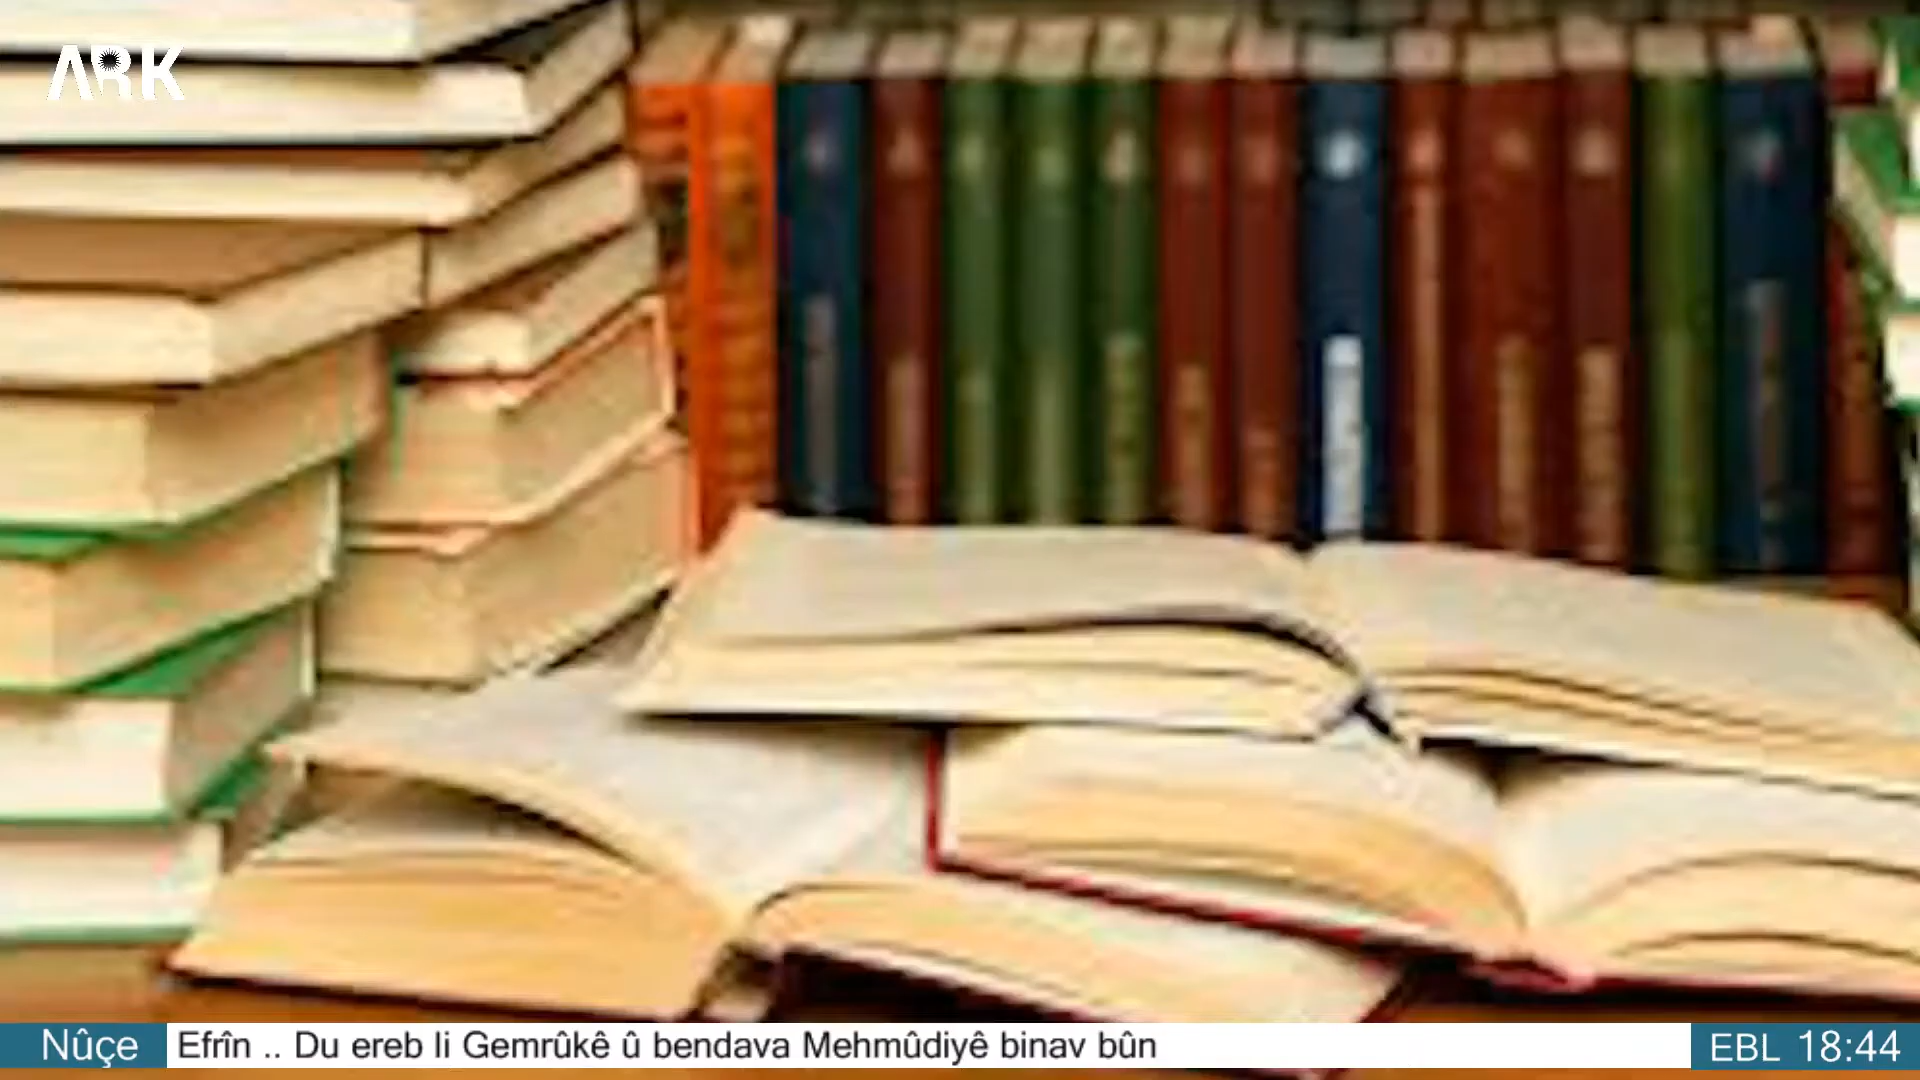 ARK
Nûçe
Efrîn .. Du ereb li Gemrûkê û bendava Mehmûdiyê binav bûn
EBL 18:44